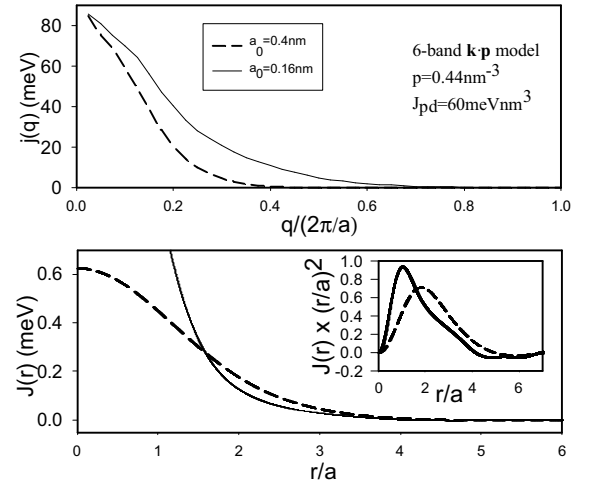 80
60
40
20
0
j(q) (meV)
a₀=0.4nm
a₀=0.16nm
6-band k·p model
p=0.44nm⁻³
J_pd=60meVnm³
0.0 0.2 0.4 0.6 0.8 1.0
q/(2π/a)
0.6
0.4
0.2
0.0
J(r) (meV)
1.0
0.8
0.6
0.4
0.2
0.0
-0.2
J(r) x (r/a)²
0 2 4 6
r/a
0 1 2 3 4 5 6
r/a